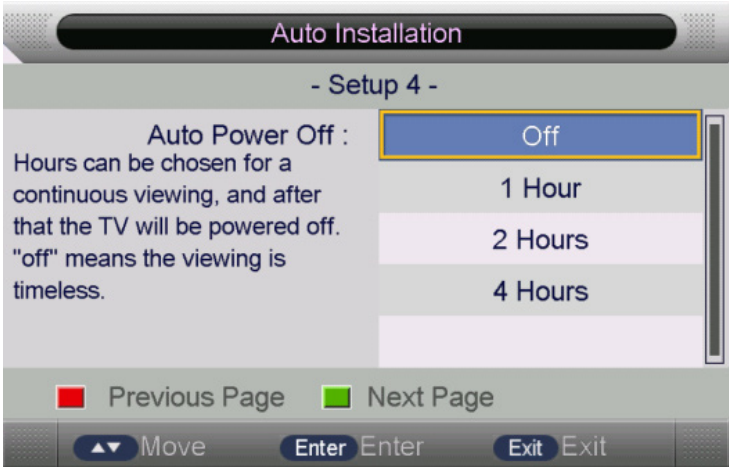 Auto Installation
- Setup 4 -
Auto Power Off :
Hours can be chosen for a
continuous viewing, and after
that the TV will be powered off.
"off" means the viewing is
timeless.
Off
1 Hour
2 Hours
4 Hours
Previous Page Next Page
Move Enter Enter Exit Exit